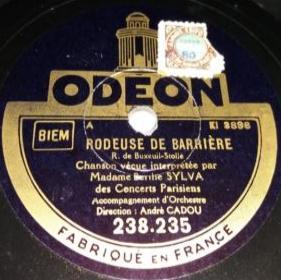 ODEON
BIEM
A
KI 3896
RODEUSE DE BARRIÈRE
R. de Buxeuil-Stolle
Chanson vécue interprétée par
Madame Berthe SYLVA
des Concerts Parisiens
Accompagnement d'Orchestre
Direction : André CADOU
238.235
FABRIQUÉ EN FRANCE